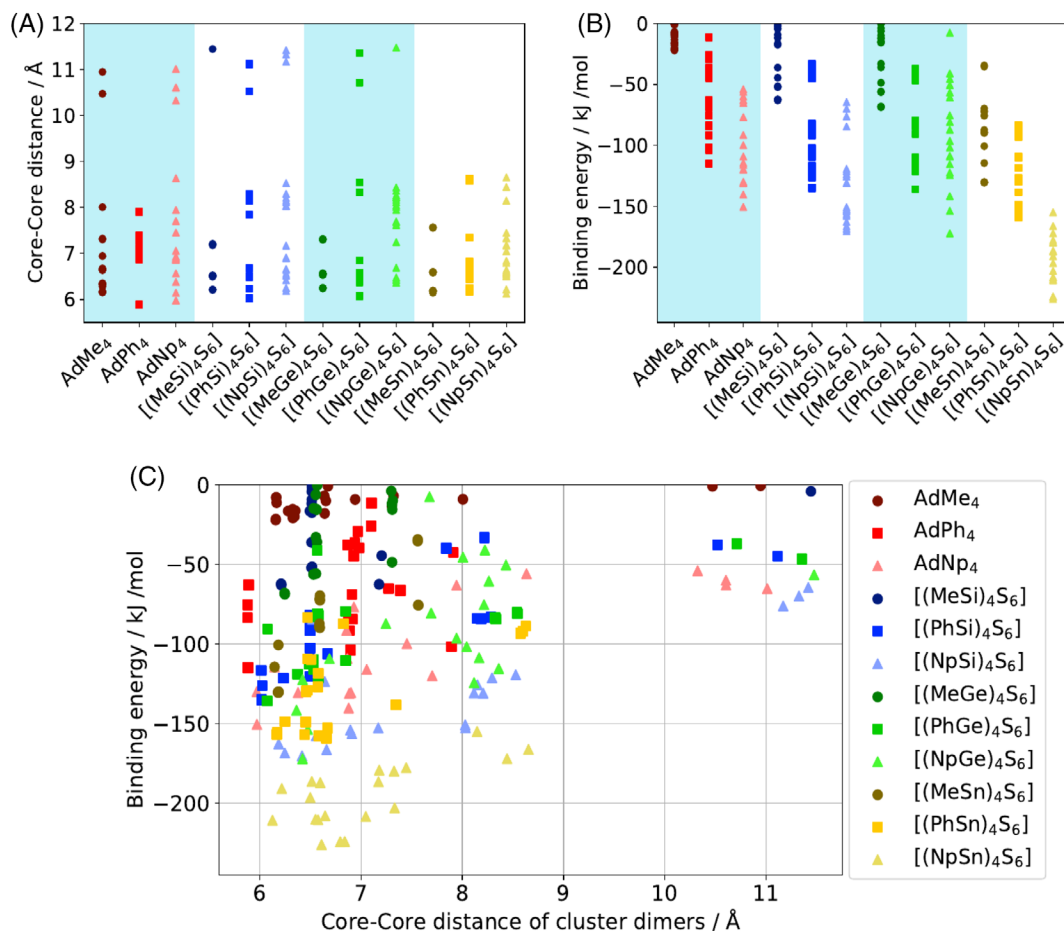 (A)
Core-Core distance / Å
12
11
10
9
8
7
6
AdMe₄
AdPh₄
AdNp₄
[(MeSi)₄S₆]
[(PhSi)₄S₆]
[(NpSi)₄S₆]
[(MeGe)₄S₆]
[(PhGe)₄S₆]
[(NpGe)₄S₆]
[(MeSn)₄S₆]
[(PhSn)₄S₆]
[(NpSn)₄S₆]
(B)
Binding energy / kJ /mol
0
−50
−100
−150
−200
AdMe₄
AdPh₄
AdNp₄
[(MeSi)₄S₆]
[(PhSi)₄S₆]
[(NpSi)₄S₆]
[(MeGe)₄S₆]
[(PhGe)₄S₆]
[(NpGe)₄S₆]
[(MeSn)₄S₆]
[(PhSn)₄S₆]
[(NpSn)₄S₆]
(C)
Binding energy / kJ /mol
0
−50
−100
−150
−200
6 7 8 9 10 11
Core-Core distance of cluster dimers / Å
AdMe₄
AdPh₄
AdNp₄
[(MeSi)₄S₆]
[(PhSi)₄S₆]
[(NpSi)₄S₆]
[(MeGe)₄S₆]
[(PhGe)₄S₆]
[(NpGe)₄S₆]
[(MeSn)₄S₆]
[(PhSn)₄S₆]
[(NpSn)₄S₆]